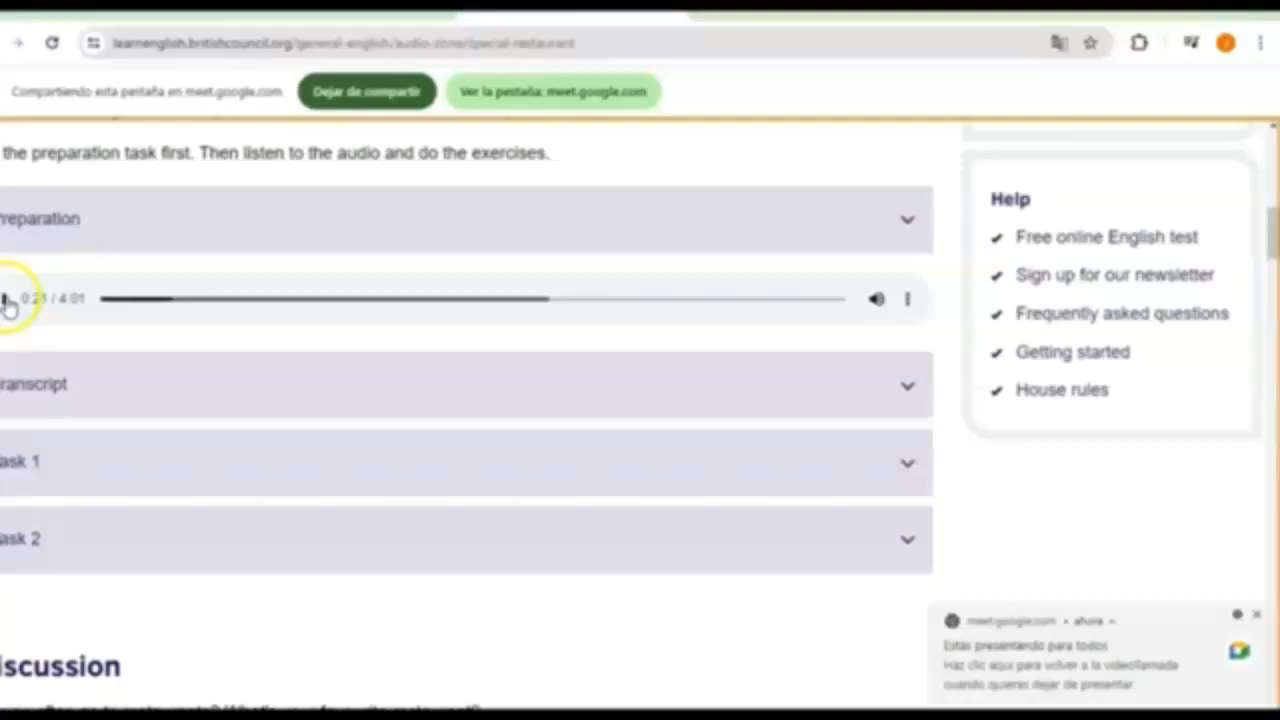 learnenglish.britishcouncil.org/general-english/audio-zone/special-restaurant
Compartiendo esta pestaña en meet.google.com
Dejar de compartir
Ver la pestaña: meet.google.com
the preparation task first. Then listen to the audio and do the exercises.
Preparation
0:21 / 4:01
ranscript
ask 1
ask 2
iscussion
Help
Free online English test
Sign up for our newsletter
Frequently asked questions
Getting started
House rules
meet.google.com • ahora
Estás presentando para todos
Haz clic aquí para volver a la videollamada
cuando quieras dejar de presentar